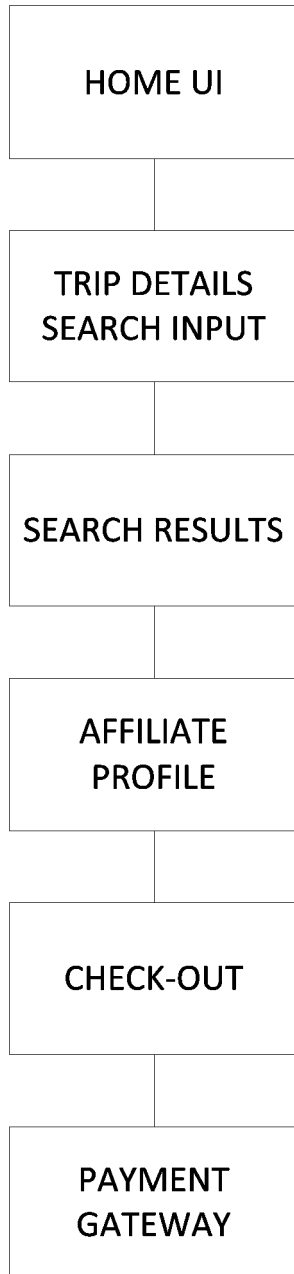 HOME UI
TRIP DETAILS
SEARCH INPUT
SEARCH RESULTS
AFFILIATE
PROFILE
CHECK-OUT
PAYMENT
GATEWAY